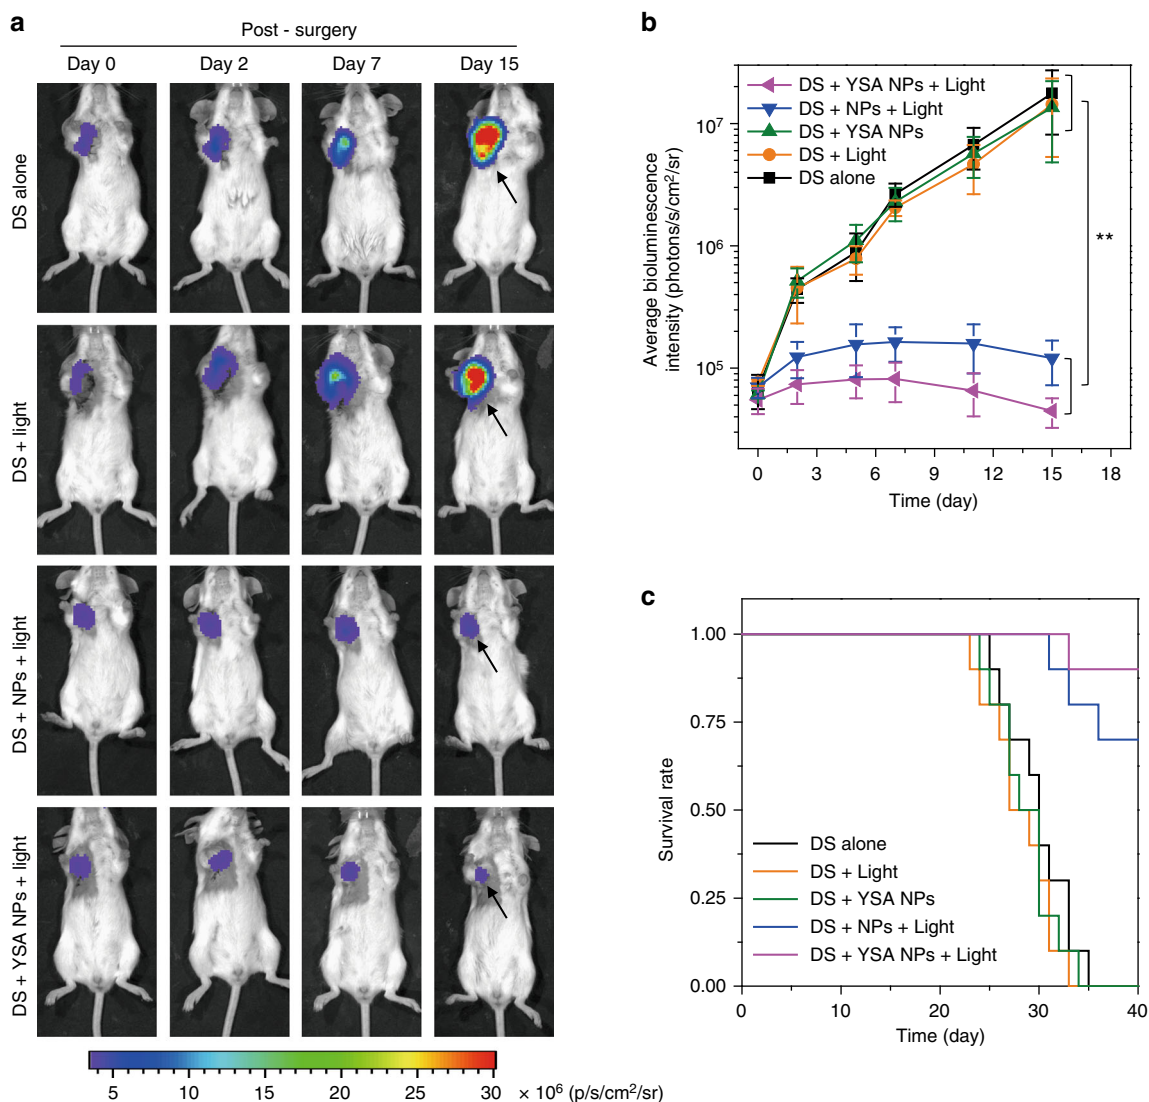 a
Post - surgery
Day 0 Day 2 Day 7 Day 15
DS alone
DS + light
DS + NPs + light
DS + YSA NPs + light
5 10 15 20 25 30 × 10⁶ (p/s/cm²/sr)
b
DS + YSA NPs + Light
DS + NPs + Light
DS + YSA NPs
DS + Light
DS alone
Average bioluminescence
intensity (photons/s/cm²/sr)
10⁷
10⁶
10⁵
**
0 3 6 9 12 15 18
Time (day)
c
Survival rate
1.00
0.75
0.50
0.25
0.00
DS alone
DS + Light
DS + YSA NPs
DS + NPs + Light
DS + YSA NPs + Light
0 10 20 30 40
Time (day)